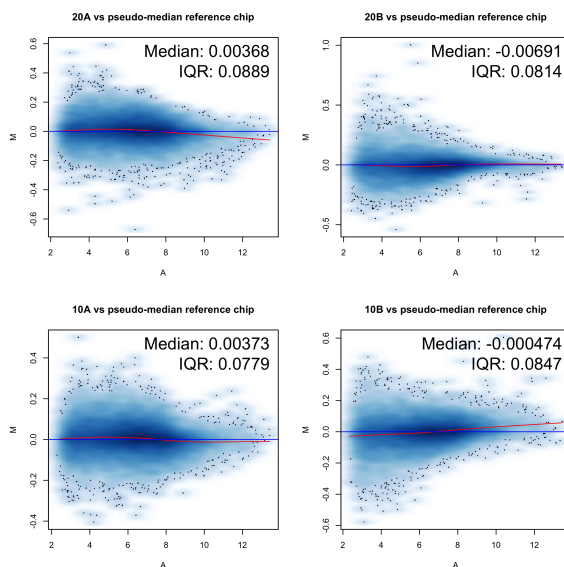 20A vs pseudo-median reference chip
Median: 0.00368
IQR: 0.0889
M
0.6
0.4
0.2
0.0
-0.2
-0.4
-0.6
2 4 6 8 10 12
A
20B vs pseudo-median reference chip
Median: -0.00691
IQR: 0.0814
M
1.0
0.5
0.0
-0.5
2 4 6 8 10 12
A
10A vs pseudo-median reference chip
Median: 0.00373
IQR: 0.0779
M
0.4
0.2
0.0
-0.2
-0.4
2 4 6 8 10 12
A
10B vs pseudo-median reference chip
Median: -0.000474
IQR: 0.0847
M
0.6
0.4
0.2
0.0
-0.2
-0.4
-0.6
2 4 6 8 10 12
A